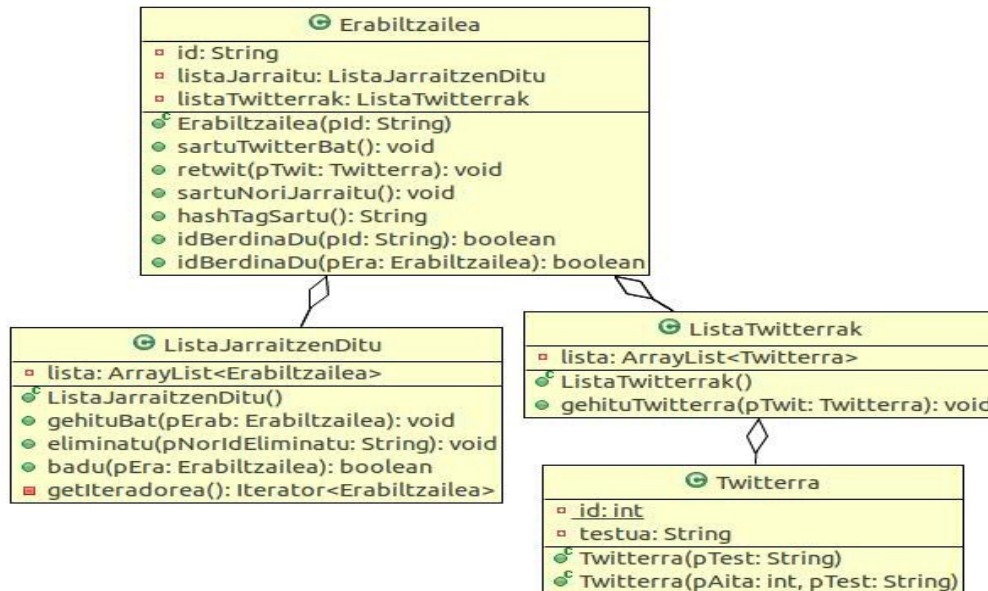 Erabiltzailea
id: String
listaJarraitu: ListaJarraitzenDitu
listaTwitterrak: ListaTwitterrak
Erabiltzailea(pId: String)
sartuTwitterBat(): void
retwit(pTwit: Twitterra): void
sartuNoriJarraitu(): void
hashTagSartu(): String
idBerdinaDu(pId: String): boolean
idBerdinaDu(pEra: Erabiltzailea): boolean
ListaJarraitzenDitu
lista: ArrayList<Erabiltzailea>
ListaJarraitzenDitu()
gehituBat(pErab: Erabiltzailea): void
eliminatu(pNorIdEliminatu: String): void
badu(pEra: Erabiltzailea): boolean
getIteradorea(): Iterator<Erabiltzailea>
ListaTwitterrak
lista: ArrayList<Twitterra>
ListaTwitterrak()
gehituTwitterra(pTwit: Twitterra): void
Twitterra
id: int
testua: String
Twitterra(pTest: String)
Twitterra(pAita: int, pTest: String)